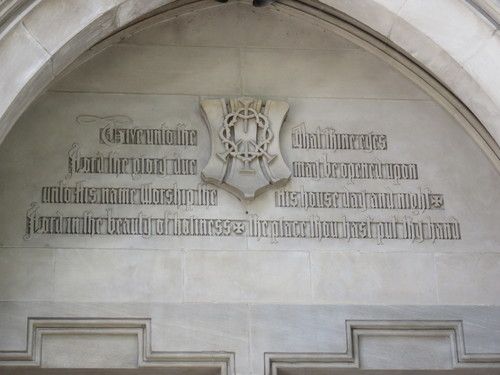 Give unto the
Lord the glory due
unto His name worship the
Lord in the beauty of holiness ✠
That thine eyes
may be opened upon
this house day and night ✠
the place thou hast put thy